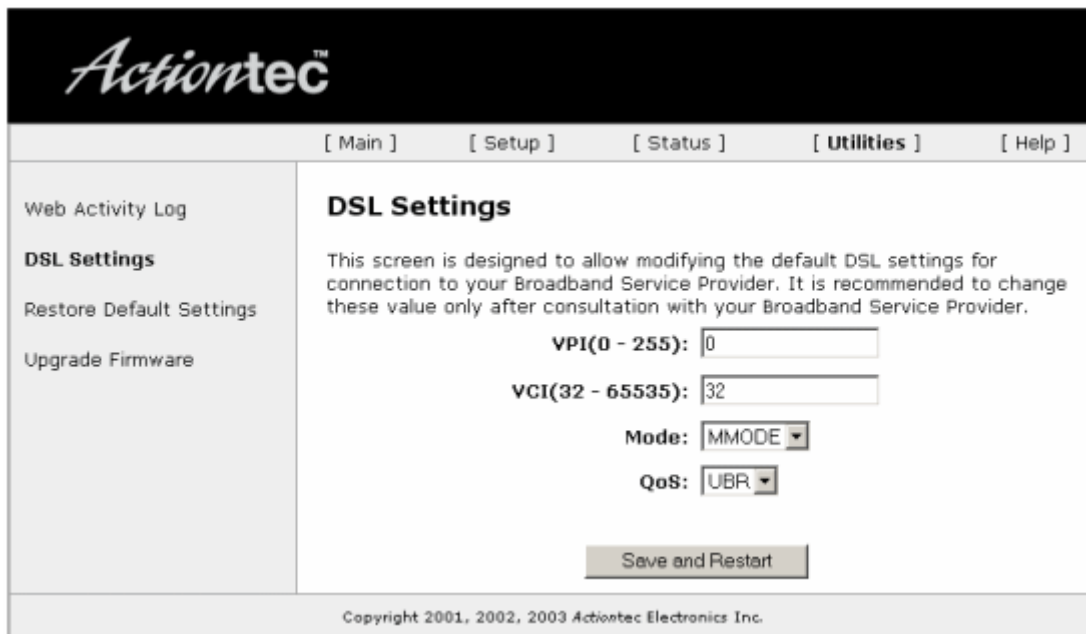 Actiontec™
[ Main ] [ Setup ] [ Status ] [ Utilities ] [ Help ]
Web Activity Log
DSL Settings
Restore Default Settings
Upgrade Firmware
DSL Settings
This screen is designed to allow modifying the default DSL settings for
connection to your Broadband Service Provider. It is recommended to change
these value only after consultation with your Broadband Service Provider.
VPI(0 - 255): 0
VCI(32 - 65535): 32
Mode: MMODE
QoS: UBR
Save and Restart
Copyright 2001, 2002, 2003 Actiontec Electronics Inc.